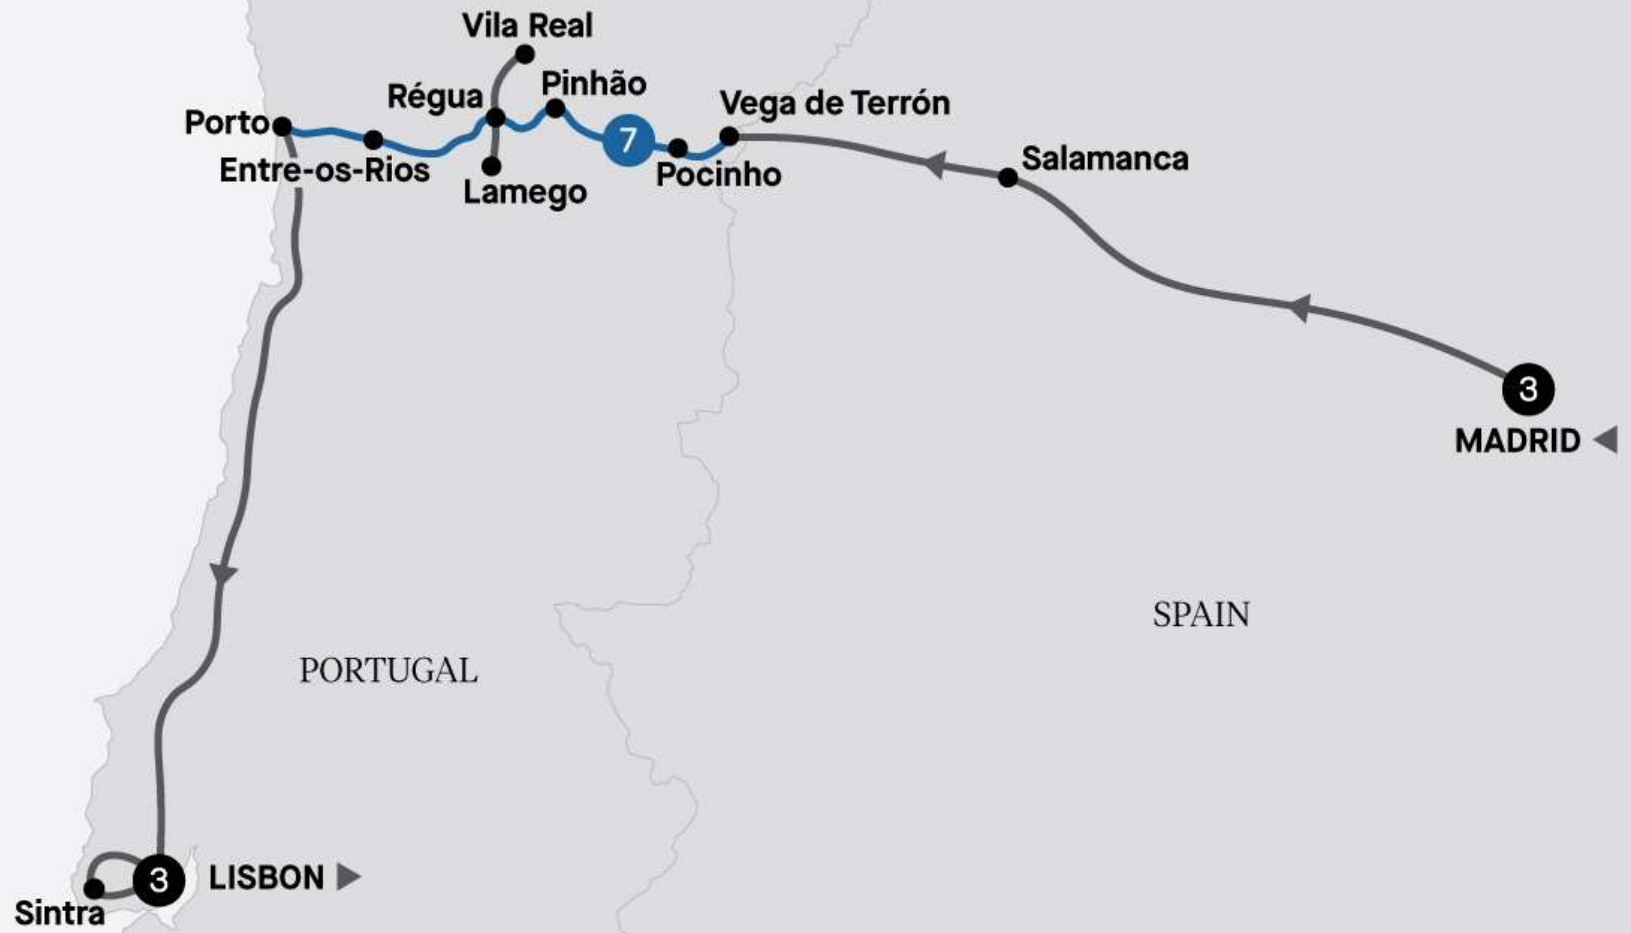 Vila Real
Régua
Pinhão
Porto
Vega de Terrón
7
Entre-os-Rios
Lamego
Pocinho
Salamanca
3
MADRID
SPAIN
PORTUGAL
3
LISBON
Sintra